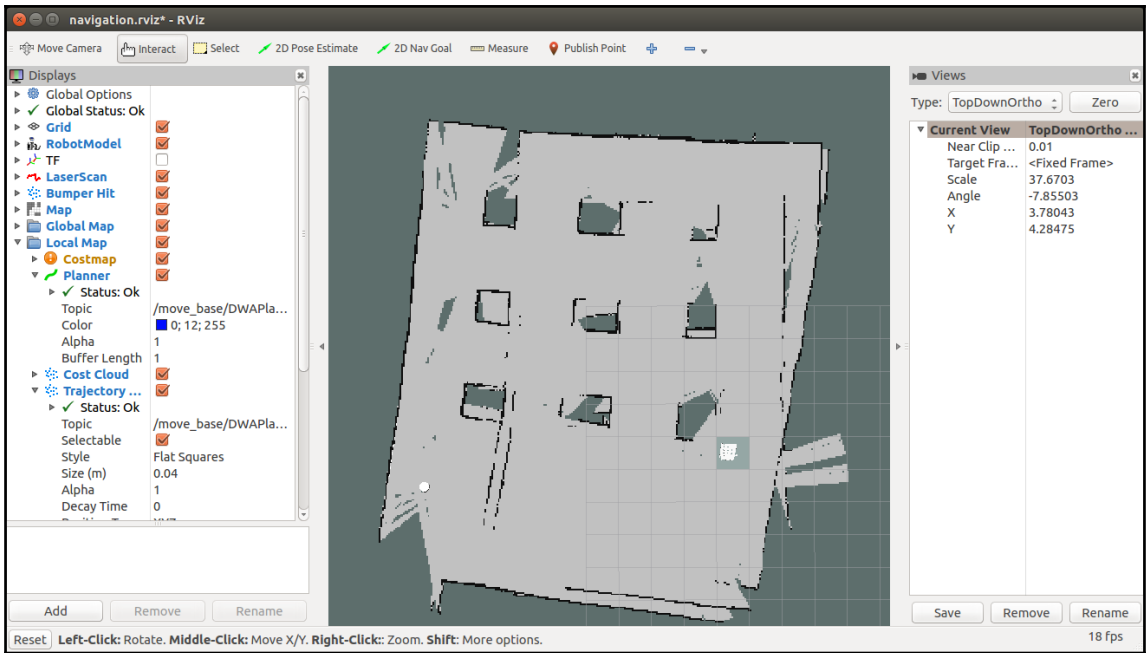 navigation.rviz* - RViz
Move Camera Interact Select 2D Pose Estimate 2D Nav Goal Measure Publish Point
Displays
Global Options
Global Status: Ok
Grid
RobotModel
TF
LaserScan
Bumper Hit
Map
Global Map
Local Map
Costmap
Planner
Status: Ok
Topic /move_base/DWAPla...
Color 0; 12; 255
Alpha 1
Buffer Length 1
Cost Cloud
Trajectory ...
Status: Ok
Topic /move_base/DWAPla...
Selectable
Style Flat Squares
Size (m) 0.04
Alpha 1
Decay Time 0
Add Remove Rename
Views
Type: TopDownOrtho Zero
Current View TopDownOrtho ...
Near Clip ... 0.01
Target Fra... <Fixed Frame>
Scale 37.6703
Angle -7.85503
X 3.78043
Y 4.28475
Save Remove Rename
Reset Left-Click: Rotate. Middle-Click: Move X/Y. Right-Click:: Zoom. Shift: More options. 18 fps